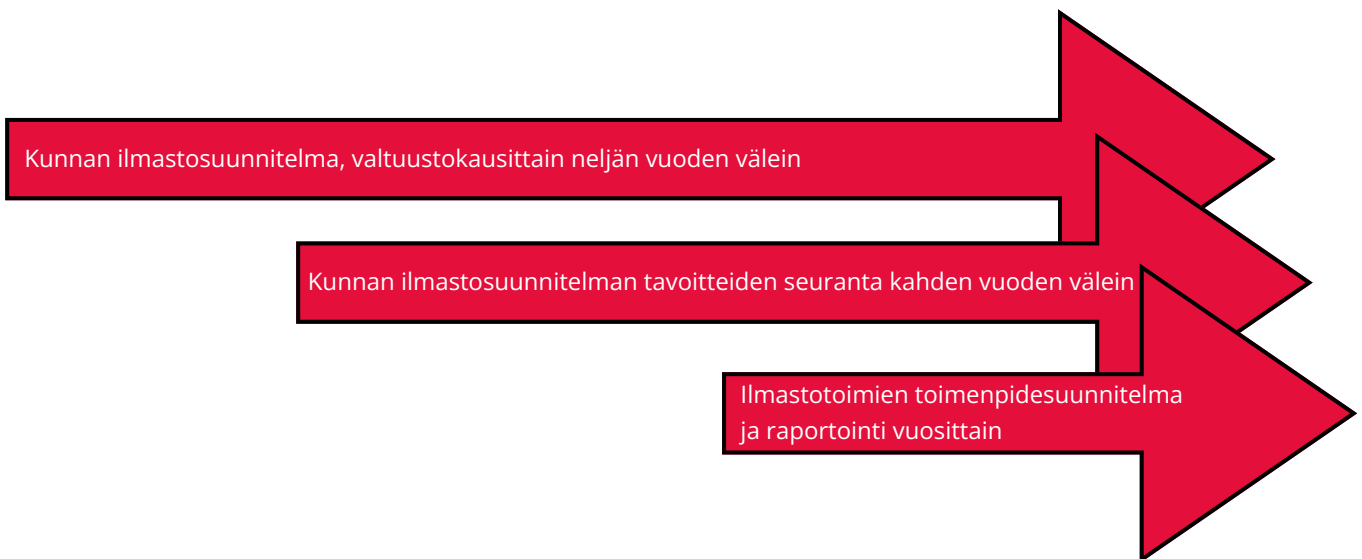 Kunnan ilmastosuunnitelma, valtuustokausittain neljän vuoden välein
Kunnan ilmastosuunnitelman tavoitteiden seuranta kahden vuoden välein
Ilmastotoimien toimenpidesuunnitelma
ja raportointi vuosittain